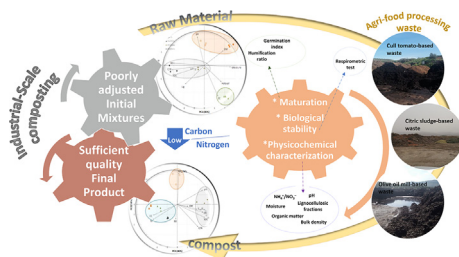 Raw Material
Agri-food processing
waste
Industrial-Scale
composting
Poorly
adjusted
Initial
Mixtures
Sufficient
quality
Final
Product
Low
Carbon
Nitrogen
Germination
index
Humification
ratio
Respirometric
test
* Maturation
* Biological
stability
*Physicochemical
characterization
NH₄⁺/NO₃⁻
pH
Moisture
Lignocellulosic
fractions
Organic matter
Bulk density
Cull tomato-based
waste
Citric sludge-based
waste
Olive oil mill-based
waste
Compost